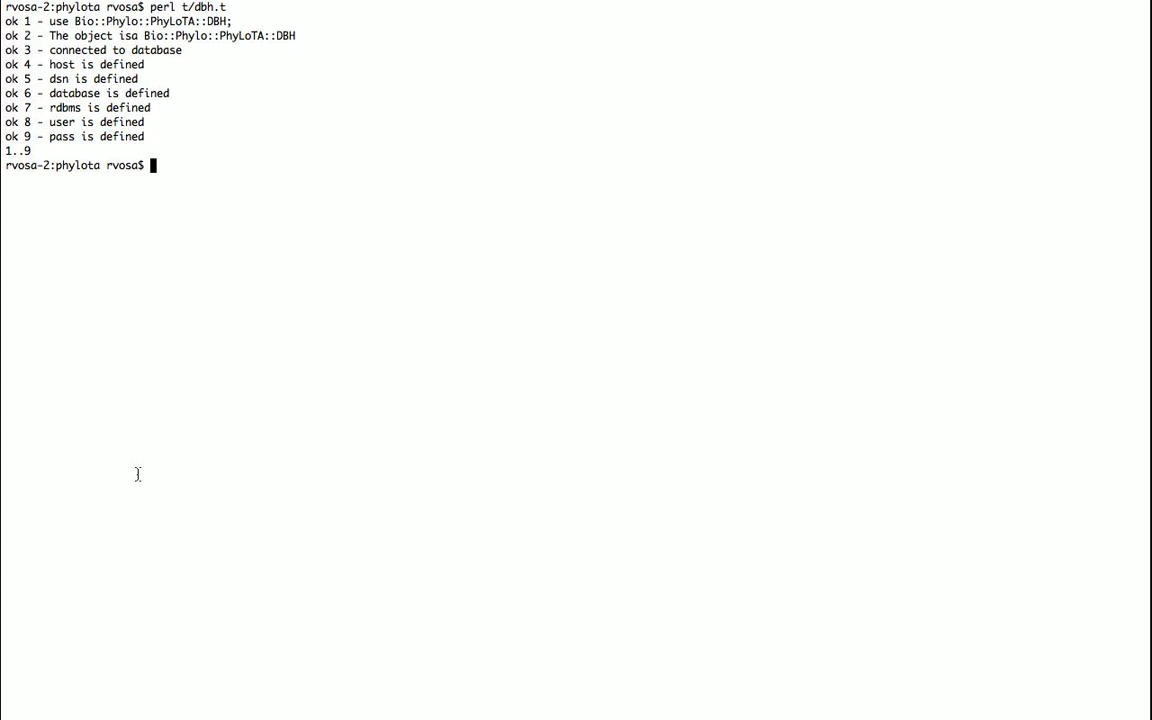 rvosa-2:phylota rvosa$ perl t/dbh.t
ok 1 - use Bio::Phylo::PhyLoTA::DBH;
ok 2 - The object isa Bio::Phylo::PhyLoTA::DBH
ok 3 - connected to database
ok 4 - host is defined
ok 5 - dsn is defined
ok 6 - database is defined
ok 7 - rdbms is defined
ok 8 - user is defined
ok 9 - pass is defined
1..9
rvosa-2:phylota rvosa$